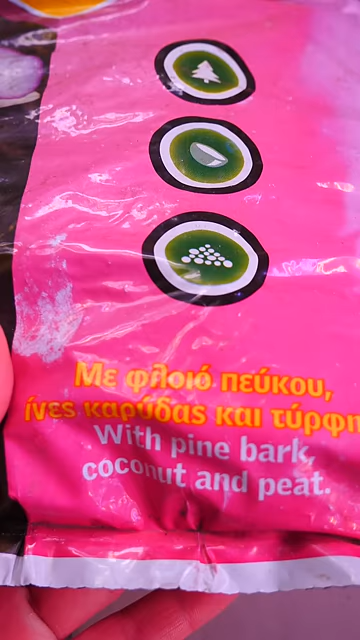 Με φλοιό πεύκου,
ίνες καρύδας και τύρφη
With pine bark,
coconut and peat.